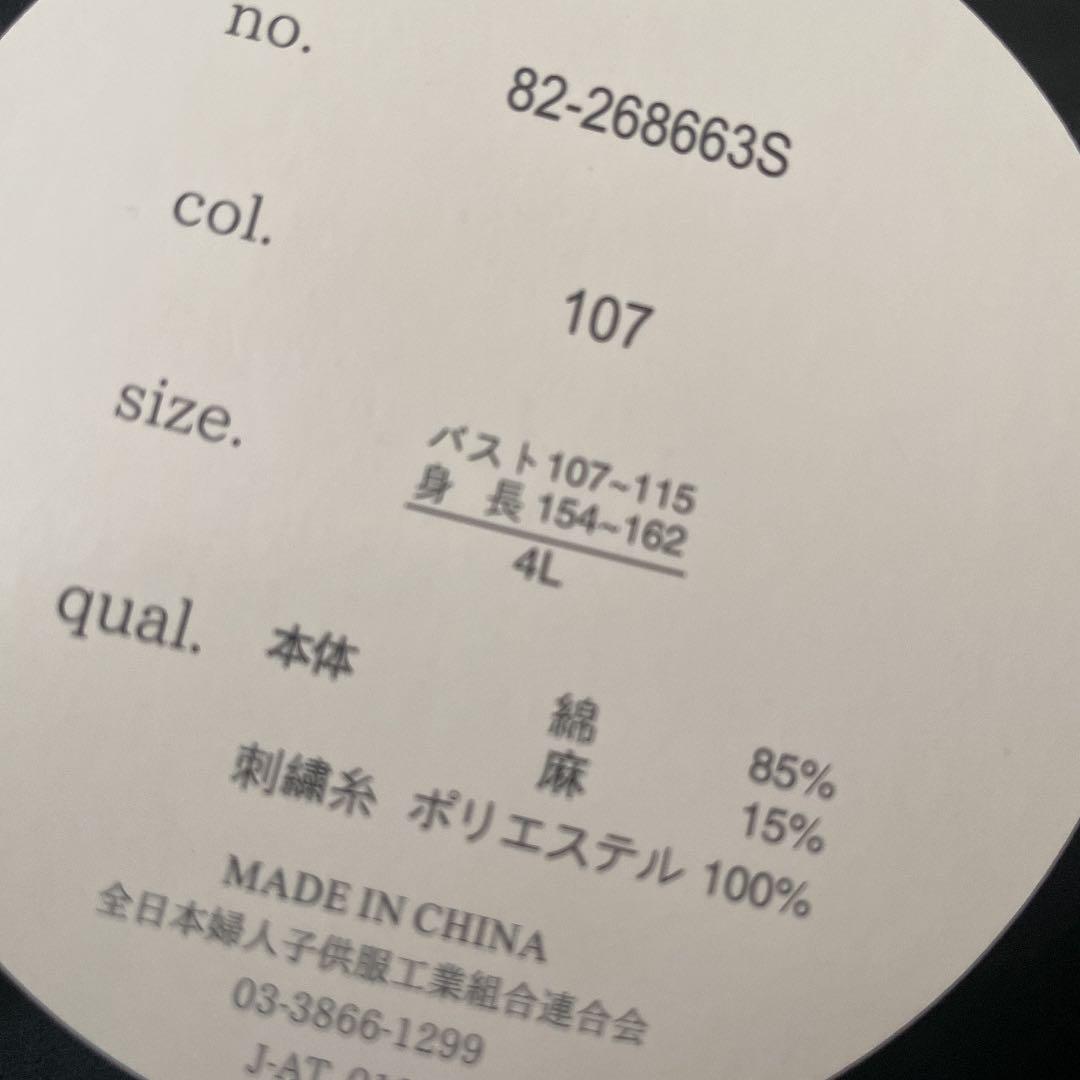 no. 82-268663S
col. 107
size. バスト107~115
身 長 154~162
4L
qual. 本体
綿 85%
麻 15%
刺繍糸 ポリエステル 100%
MADE IN CHINA
全日本婦人子供服工業組合連合会
03-3866-1299
J-AT